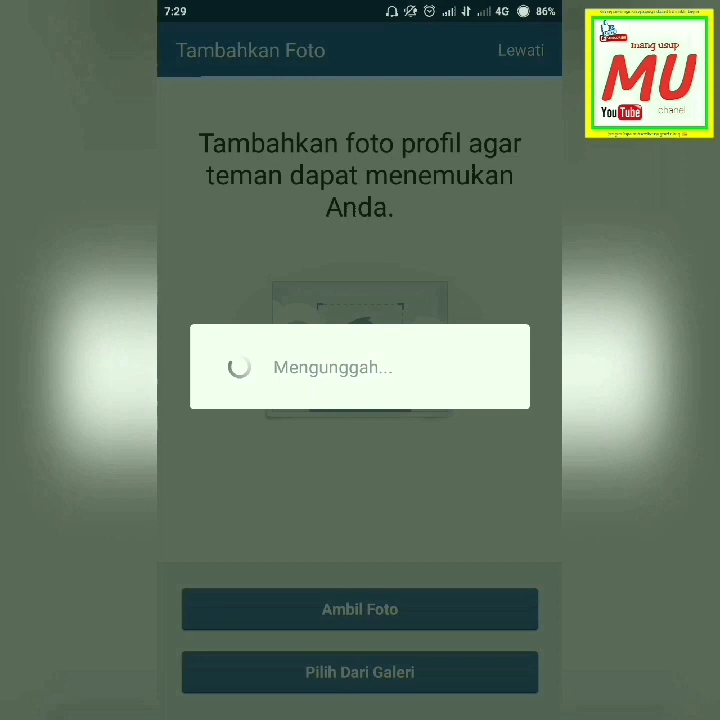 7:29
4G
86%
Tambahkan Foto
Lewati
Tambahkan foto profil agar
teman dapat menemukan
Anda.
Mengunggah...
Ambil Foto
Pilih Dari Galeri
mang usup
MU
YouTube
chanel